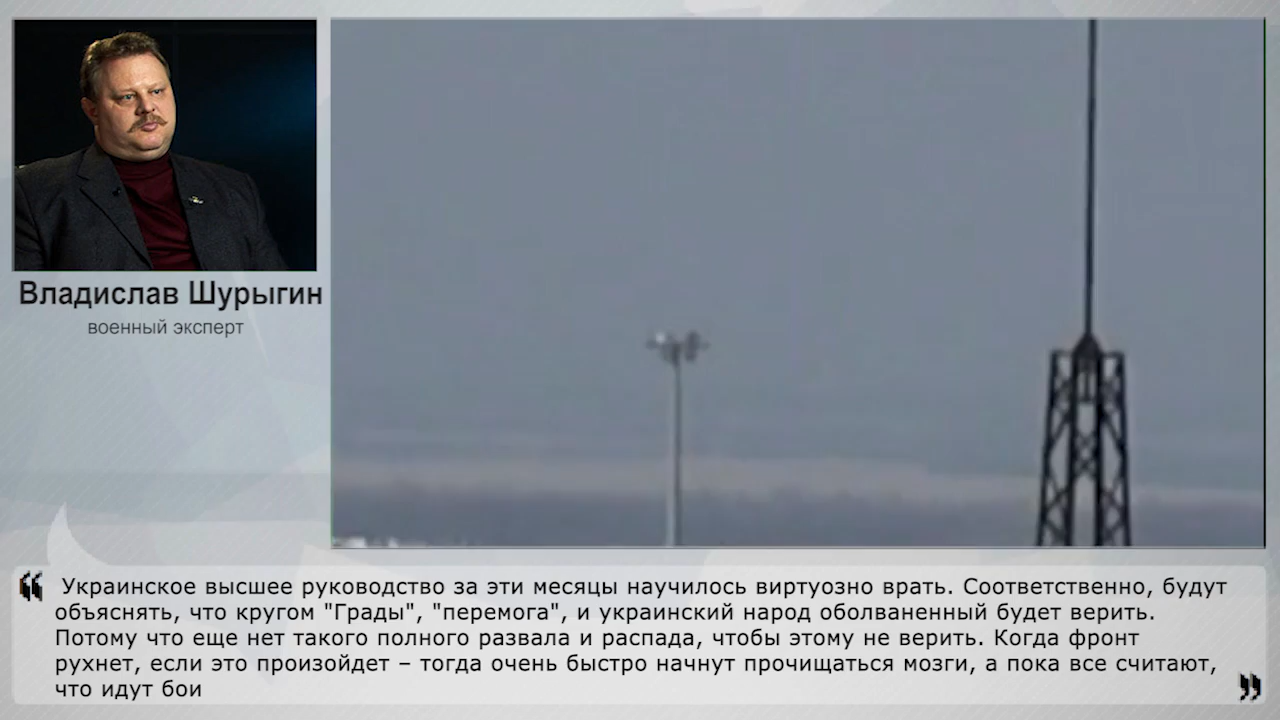 Владислав Шурыгин
военный эксперт
“ Украинское высшее руководство за эти месяцы научилось виртуозно врать. Соответственно, будут
объяснять, что кругом "Грады", "перемога", и украинский народ оболваненный будет верить.
Потому что еще нет такого полного развала и распада, чтобы этому не верить. Когда фронт
рухнет, если это произойдет – тогда очень быстро начнут прочищаться мозги, а пока все считают,
что идут бои ”